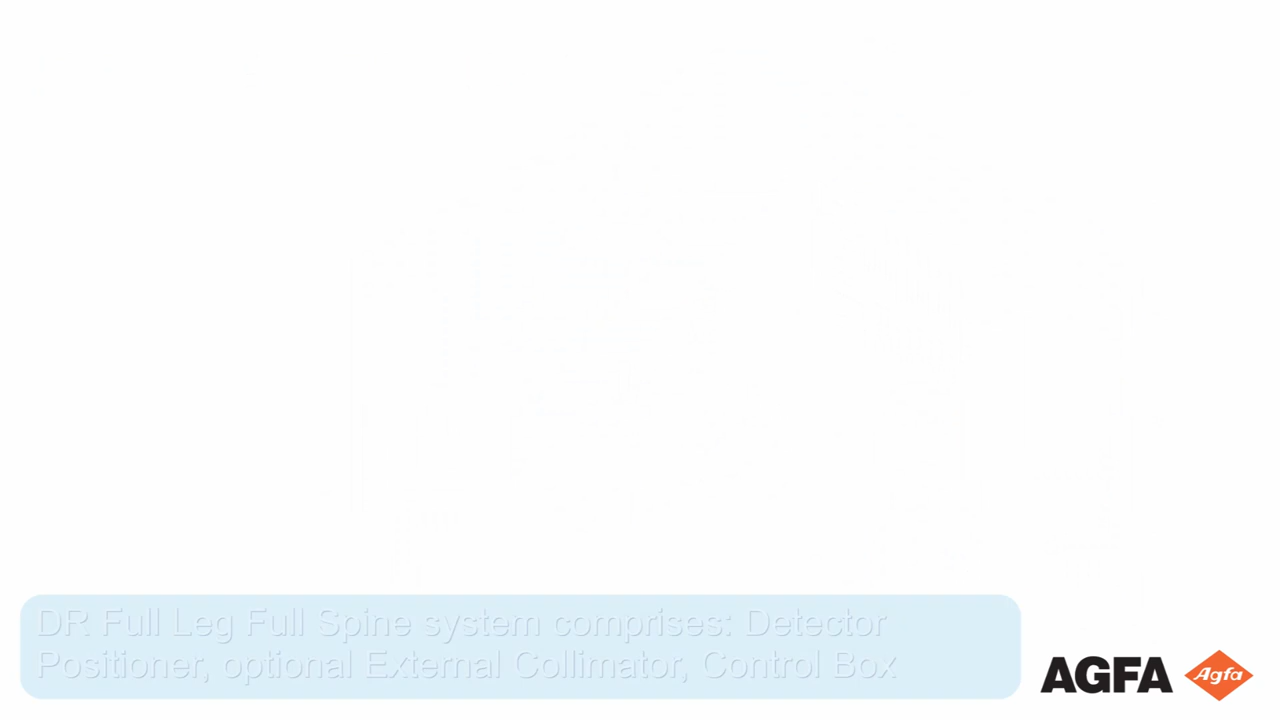 DR Full Leg Full Spine system comprises: Detector
Positioner, optional External Collimator, Control Box
AGFA
Agfa